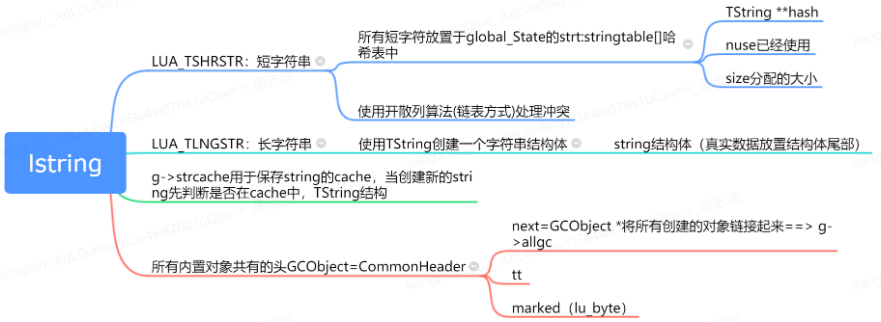 TString **hash
所有短字符放置于global_State的strt:stringtable[]哈
希表中
nuse已经使用
LUA_TSHRSTR：短字符串
size分配的大小
使用开散列算法(链表方式)处理冲突
LUA_TLNGSTR：长字符串
使用TString创建一个字符串结构体
string结构体（真实数据放置结构体尾部）
lstring
g->strcache用于保存string的cache，当创建新的stri
ng先判断是否在cache中，TString结构
next=GCObject *将所有创建的对象链接起来==> g-
>allgc
所有内置对象共有的头GCObject=CommonHeader
tt
marked（lu_byte）